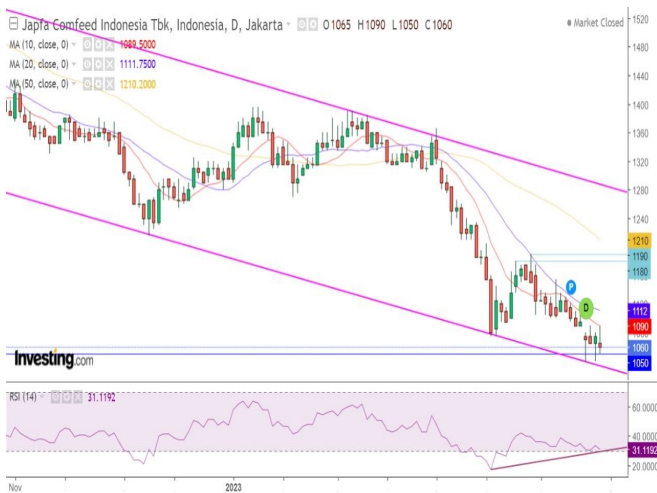 Japfa Comfeed Indonesia Tbk, Indonesia, D, Jakarta O1065 H1090 L1050 C1060
Market Closed
MA (10, close, 0) 1089.5000
MA (20, close, 0) 1111.7500
MA (50, close, 0) 1210.2000
1520
1480
1440
1400
1360
1320
1280
1240
1210
1190
1180
P
D
1112
1090
1060
1050
Investing.com
RSI (14) 31.1192
60.0000
40.0000
31.1192
20.0000
Nov
2023